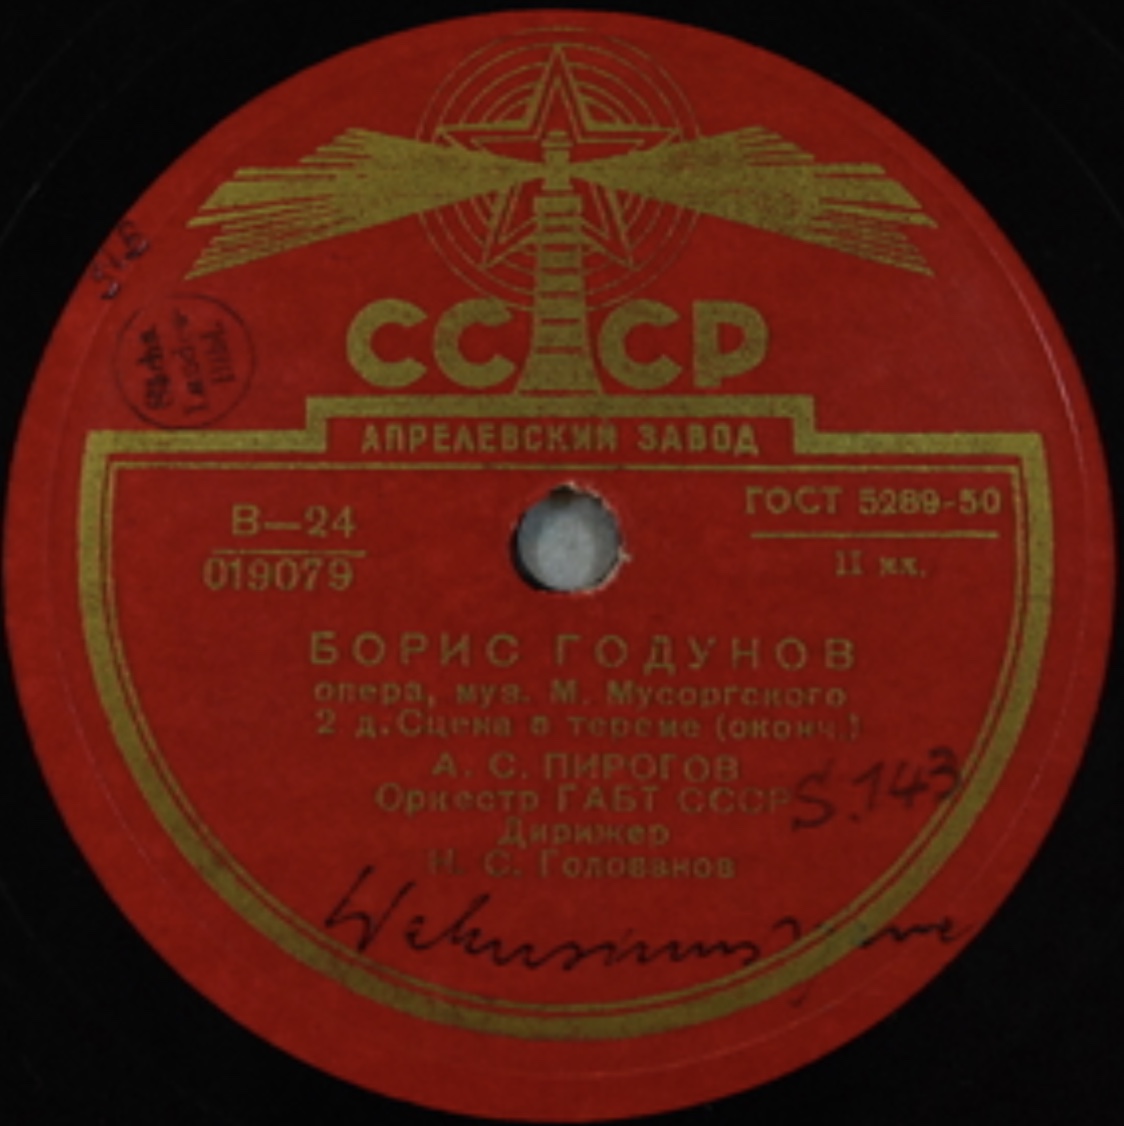 СССР
АПРЕЛЕВСКИЙ ЗАВОД
В—24
019079
ГОСТ 5289-50
II кл.
БОРИС ГОДУНОВ
опера, муз. М. Мусоргского
2 д. Сцена в тереме (оконч.)
А. С. ПИРОГОВ
Оркестр ГАБТ СССР
S.143
Дирижер
Н. С. Голованов